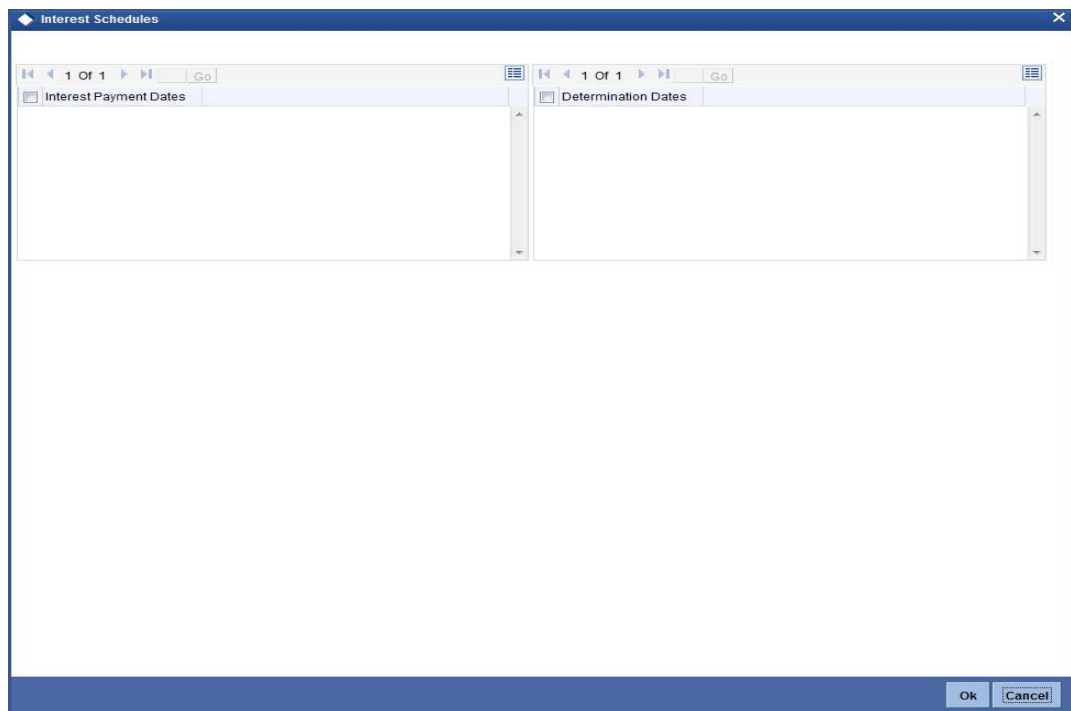 Interest Schedules
1 Of 1 Go
Interest Payment Dates
1 Of 1 Go
Determination Dates
Ok Cancel